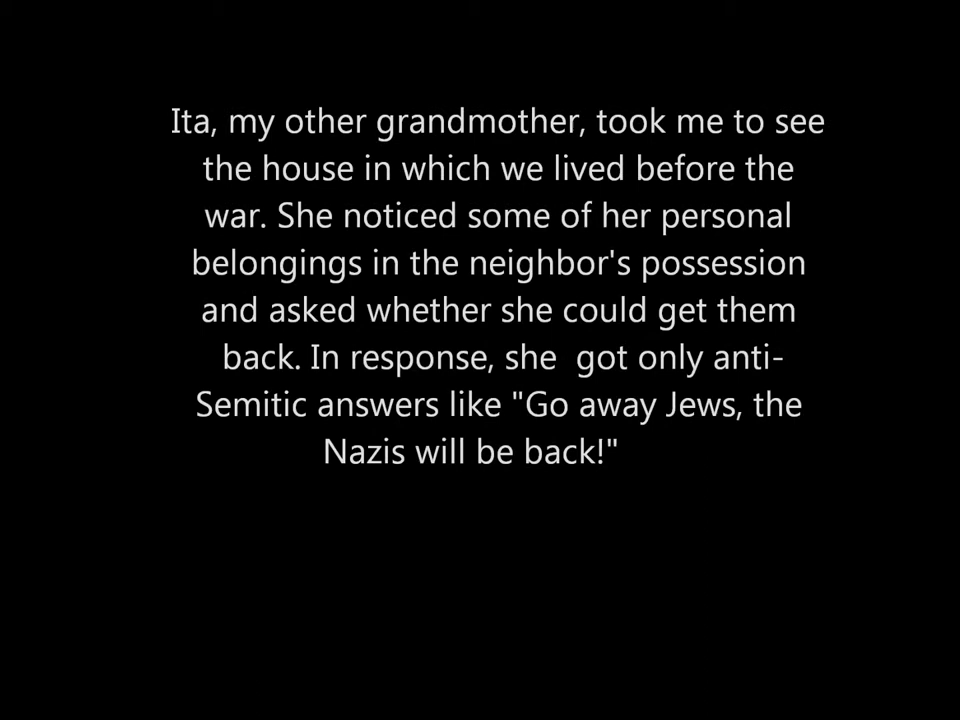 Ita, my other grandmother, took me to see
the house in which we lived before the
war. She noticed some of her personal
belongings in the neighbor's possession
and asked whether she could get them
back. In response, she  got only anti-
Semitic answers like "Go away Jews, the
Nazis will be back!"